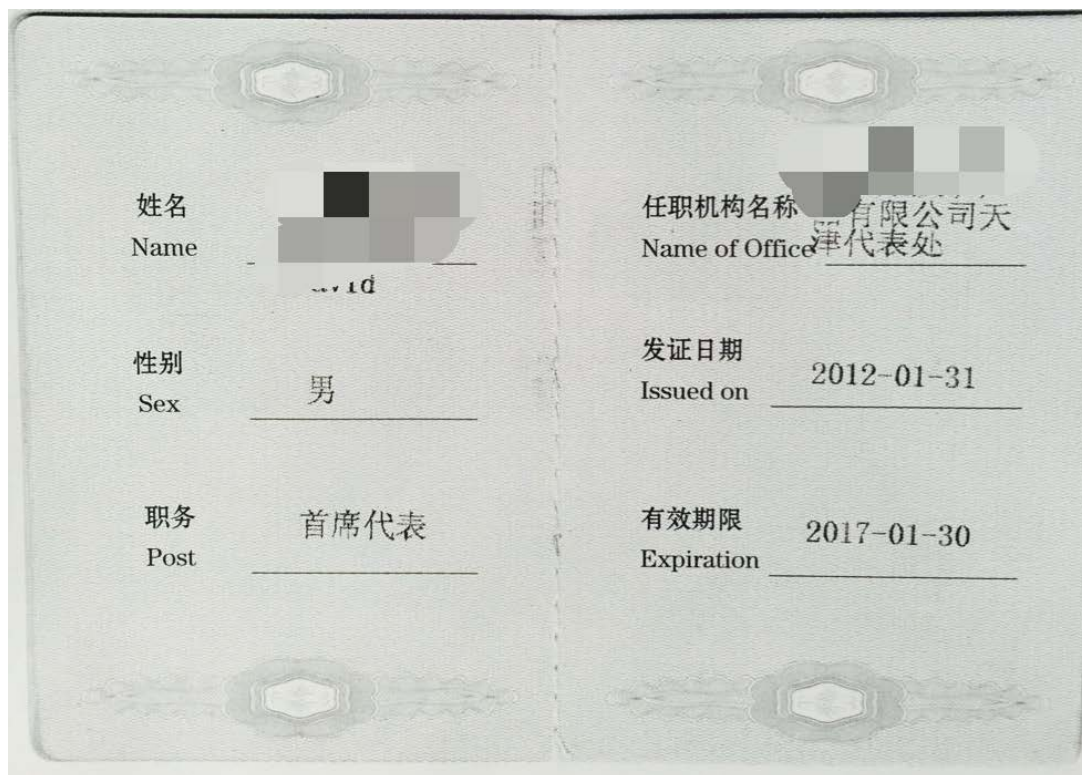 姓名
Name
性别
Sex
男
职务
Post
首席代表
任职机构名称
有限公司天
Name of Office
津代表处
发证日期
Issued on
2012-01-31
有效期限
Expiration
2017-01-30